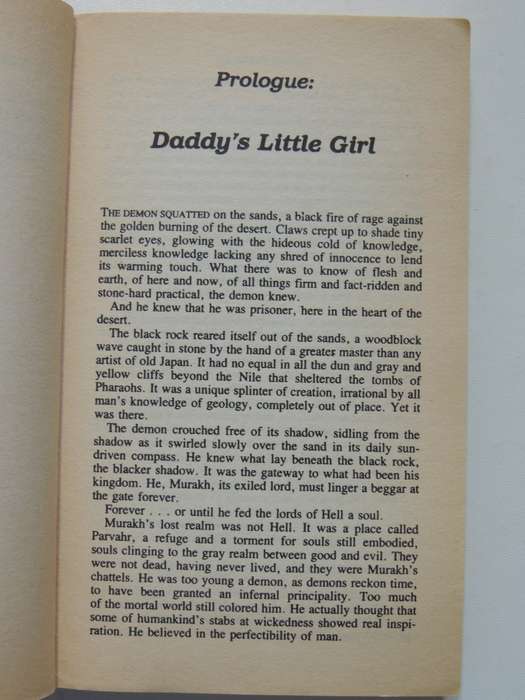 Prologue:
Daddy's Little Girl
THE DEMON SQUATTED on the sands, a black fire of rage against
the golden burning of the desert. Claws crept up to shade tiny
scarlet eyes, glowing with the hideous cold of knowledge,
merciless knowledge lacking any shred of innocence to lend
its warming touch. What there was to know of flesh and
earth, of here and now, of all things firm and fact-ridden and
stone-hard practical, the demon knew.
And he knew that he was prisoner, here in the heart of the
desert.
The black rock reared itself out of the sands, a woodblock
wave caught in stone by the hand of a greater master than any
artist of old Japan. It had no equal in all the dun and gray and
yellow cliffs beyond the Nile that sheltered the tombs of
Pharaohs. It was a unique splinter of creation, irrational by all
man's knowledge of geology, completely out of place. Yet it
was there.
The demon crouched free of its shadow, sidling from the
shadow as it swirled slowly over the sand in its daily sun-
driven compass. He knew what lay beneath the black rock,
the blacker shadow. It was the gateway to what had been his
kingdom. He, Murakh, its exiled lord, must linger a beggar at
the gate forever.
Forever . . . or until he fed the lords of Hell a soul.
Murakh's lost realm was not Hell. It was a place called
Parvahr, a refuge and a torment for souls still embodied,
souls clinging to the gray realm between good and evil. They
were not dead, having never lived, and they were Murakh's
chattels. He was too young a demon, as demons reckon time,
to have been granted an infernal principality. Too much
of the mortal world still colored him. He actually thought that
some of humankind's stabs at wickedness showed real inspi-
ration. He believed in the perfectibility of man.